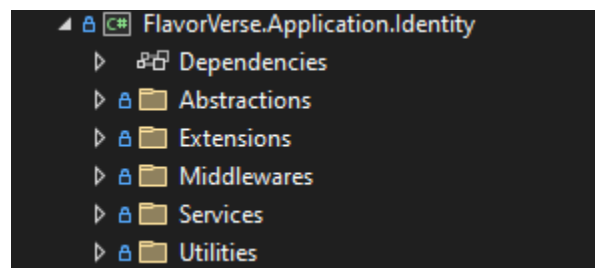 C# FlavorVerse.Application.Identity
Dependencies
Abstractions
Extensions
Middlewares
Services
Utilities